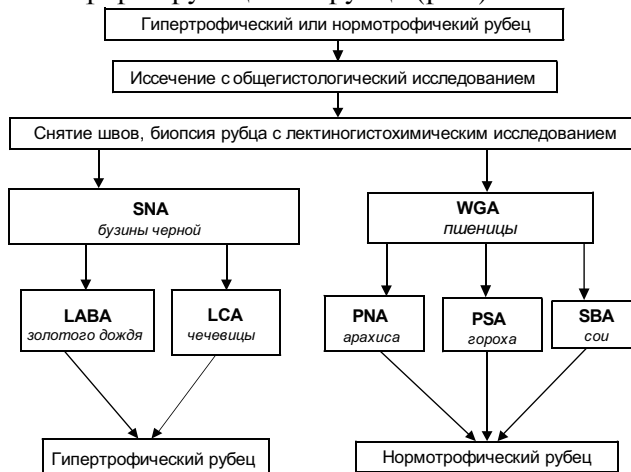 Гипертрофический или нормотрофичекий рубец
Иссечение с общегистологический исследованием
Снятие швов, биопсия рубца с лектиногистохимическим исследованием
SNA
бузины черной
WGA
пшеницы
LABA
золотого дождя
LCA
чечевицы
PNA
арахиса
PSA
гороха
SBA
сои
Гипертрофический рубец
Нормотрофический рубец